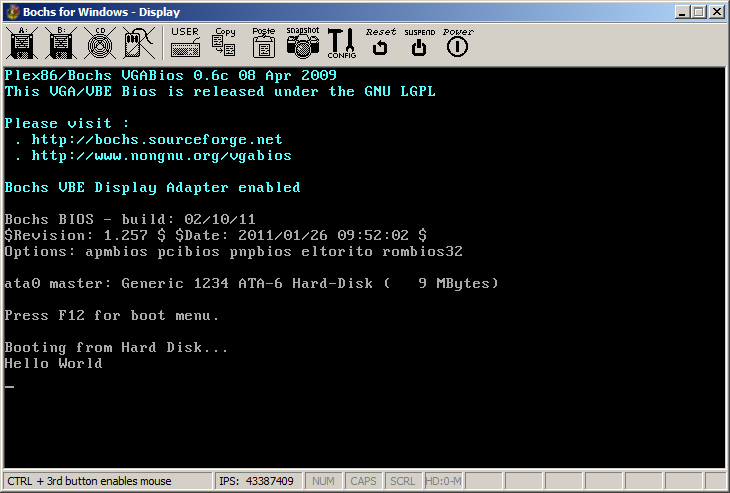 Bochs for Windows - Display
A: B: CD USER Copy Paste snapshot CONFIG Reset SUSPEND Power
Plex86/Bochs VGABios 0.6c 08 Apr 2009
This VGA/VBE Bios is released under the GNU LGPL
Please visit :
. http://bochs.sourceforge.net
. http://www.nongnu.org/vgabios
Bochs VBE Display Adapter enabled
Bochs BIOS - build: 02/10/11
$Revision: 1.257 $ $Date: 2011/01/26 09:52:02 $
Options: apmbios pcibios pnpbios eltorito rombios32
ata0 master: Generic 1234 ATA-6 Hard-Disk (   9 MBytes)
Press F12 for boot menu.
Booting from Hard Disk...
Hello World
_
CTRL + 3rd button enables mouse IPS: 43387409 NUM CAPS SCRL HD:0-M